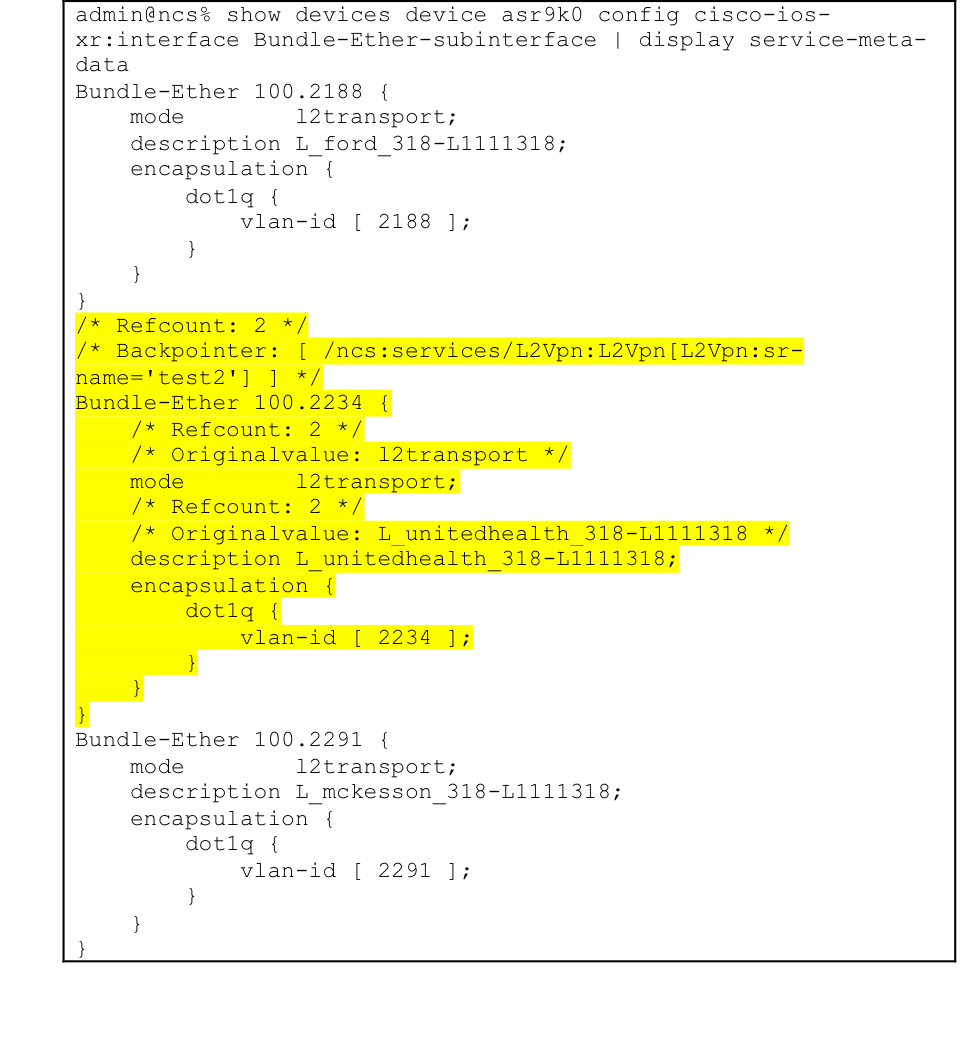 admin@ncs% show devices device asr9k0 config cisco-ios-
xr:interface Bundle-Ether-subinterface | display service-meta-
data
Bundle-Ether 100.2188 {
    mode        l2transport;
    description L_ford_318-L1111318;
    encapsulation {
        dot1q {
            vlan-id [ 2188 ];
        }
    }
}
/* Refcount: 2 */
/* Backpointer: [ /ncs:services/L2Vpn:L2Vpn[L2Vpn:sr-
name='test2'] ] */
Bundle-Ether 100.2234 {
    /* Refcount: 2 */
    /* Originalvalue: l2transport */
    mode        l2transport;
    /* Refcount: 2 */
    /* Originalvalue: L_unitedhealth_318-L1111318 */
    description L_unitedhealth_318-L1111318;
    encapsulation {
        dot1q {
            vlan-id [ 2234 ];
        }
    }
}
Bundle-Ether 100.2291 {
    mode        l2transport;
    description L_mckesson_318-L1111318;
    encapsulation {
        dot1q {
            vlan-id [ 2291 ];
        }
    }
}